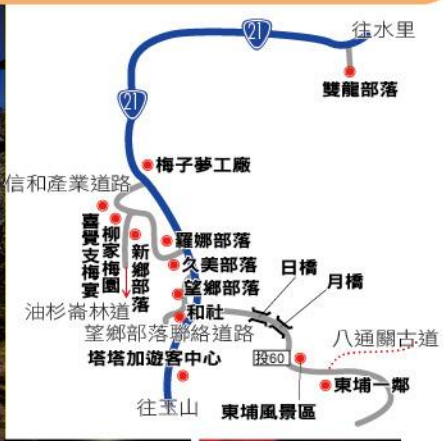 21
往水里
雙龍部落
21
梅子夢工廠
信和產業道路
喜覺支梅宴
柳家梅園
新鄉部落
羅娜部落
久美部落
望鄉部落
日橋
月橋
油杉崙林道
和社
望鄉部落聯絡道路
八通關古道
投60
塔塔加遊客中心
東埔一鄰
往玉山
東埔風景區